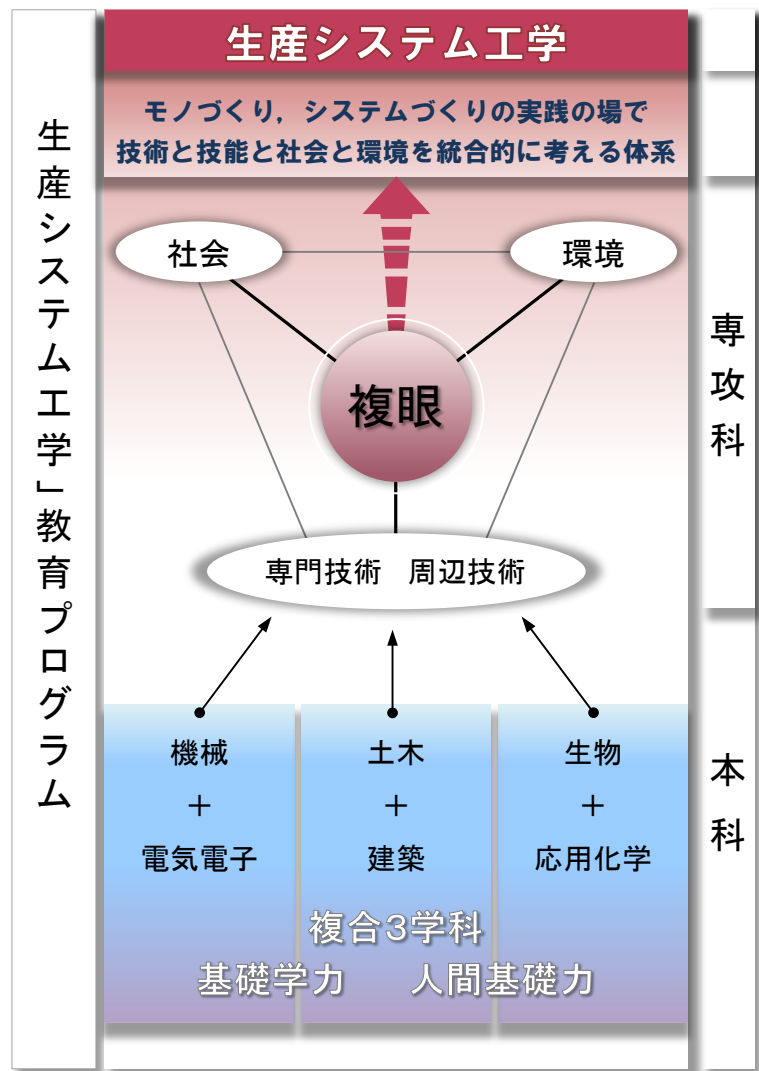 生産システム工学
モノづくり，システムづくりの実践の場で
技術と技能と社会と環境を統合的に考える体系
生産システム工学」教育プログラム
社会
環境
複眼
専門技術　周辺技術
専攻科
機械
＋
電気電子
土木
＋
建築
生物
＋
応用化学
複合３学科
基礎学力　人間基礎力
本科